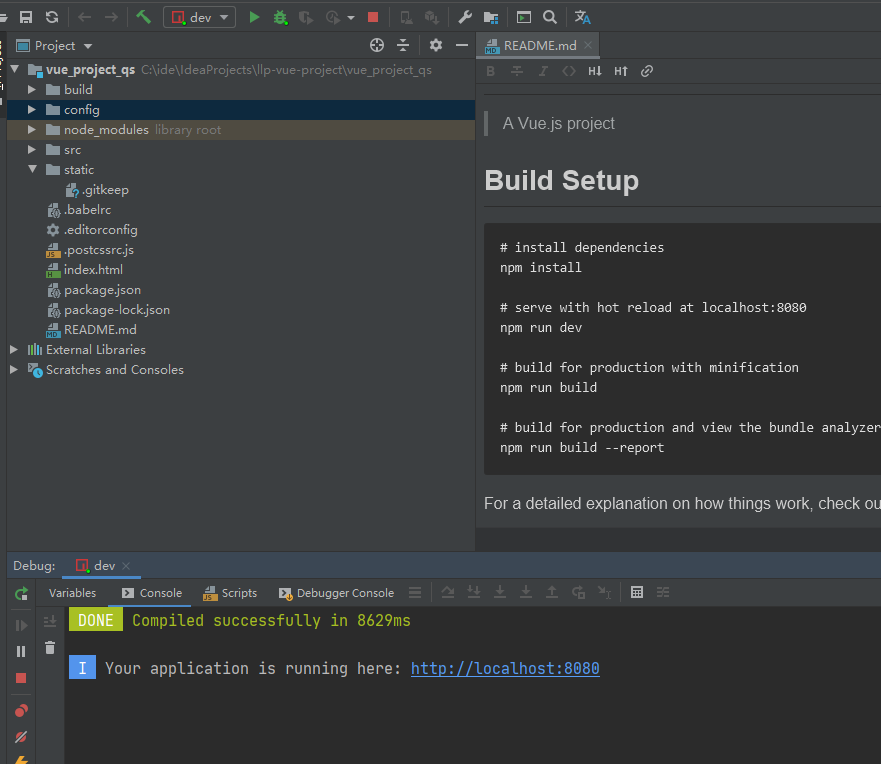 dev
Project
README.md
vue_project_qs C:\ide\IdeaProjects\llp-vue-project\vue_project_qs
build
config
node_modules library root
src
static
.gitkeep
.babelrc
.editorconfig
.postcssrc.js
index.html
package.json
package-lock.json
README.md
External Libraries
Scratches and Consoles
B I <> H↓ H↑
A Vue.js project
Build Setup
# install dependencies
npm install
# serve with hot reload at localhost:8080
npm run dev
# build for production with minification
npm run build
# build for production and view the bundle analyzer
npm run build --report
For a detailed explanation on how things work, check ou
Debug: dev
Variables Console Scripts Debugger Console
DONE Compiled successfully in 8629ms
I Your application is running here: http://localhost:8080